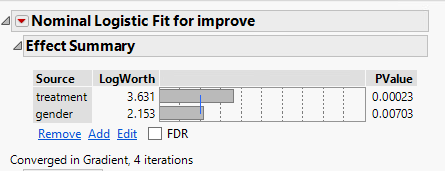 Nominal Logistic Fit for improve
Effect Summary
Source LogWorth PValue
treatment 3.631 0.00023
gender 2.153 0.00703
Remove Add Edit FDR
Converged in Gradient, 4 iterations